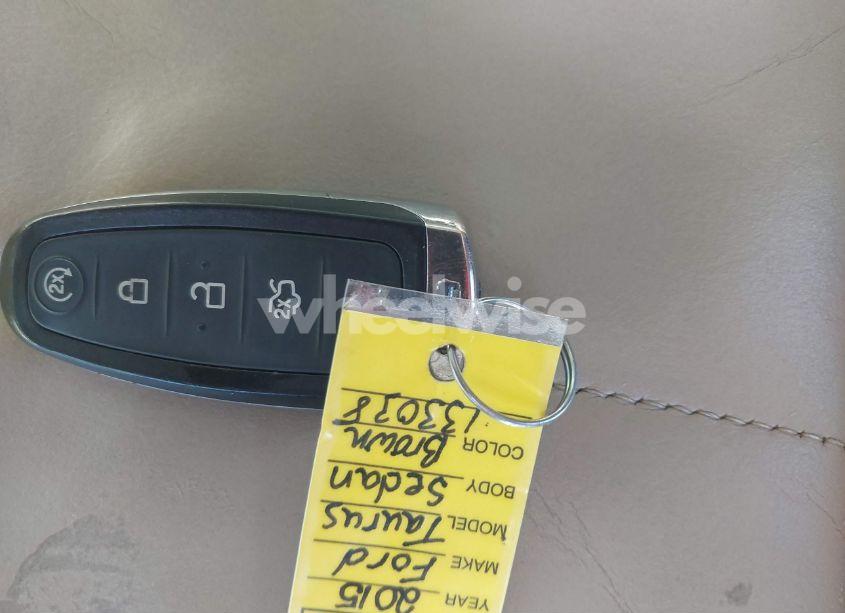 wheelwise
2x
2x
YEAR 2015
MAKE Ford
MODEL Taurus
BODY Sedan
COLOR Brown
133038